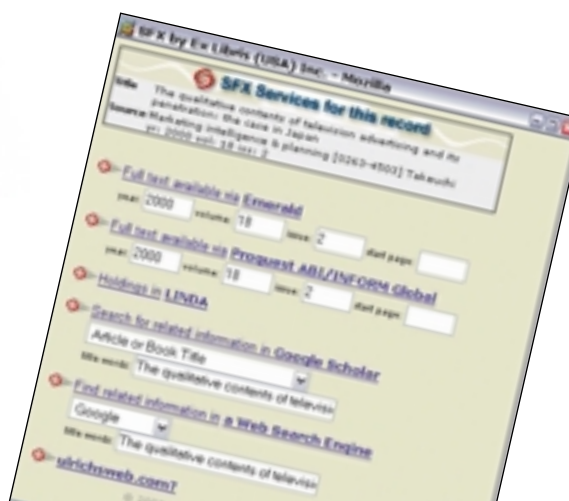 SFX by Ex Libris (USA) Inc. - Mozilla
SFX Services for this record
title The qualitative contents of television advertising and its
penetration: the case in Japan
source Marketing intelligence & planning [0263-4503] Takeuchi
yr: 2000 vol: 18 iss: 2
Full text available via Emerald
year: 2000 volume: 18 issue: 2 start page:
Full text available via Proquest ABI/INFORM Global
year: 2000 volume: 18 issue: 2 start page:
Holdings in LINDA
Search for related information in Google Scholar
Article or Book Title
title words: The qualitative contents of televisio
Find related information in a Web Search Engine
Google
title words: The qualitative contents of televisio
ulrichsweb.com?